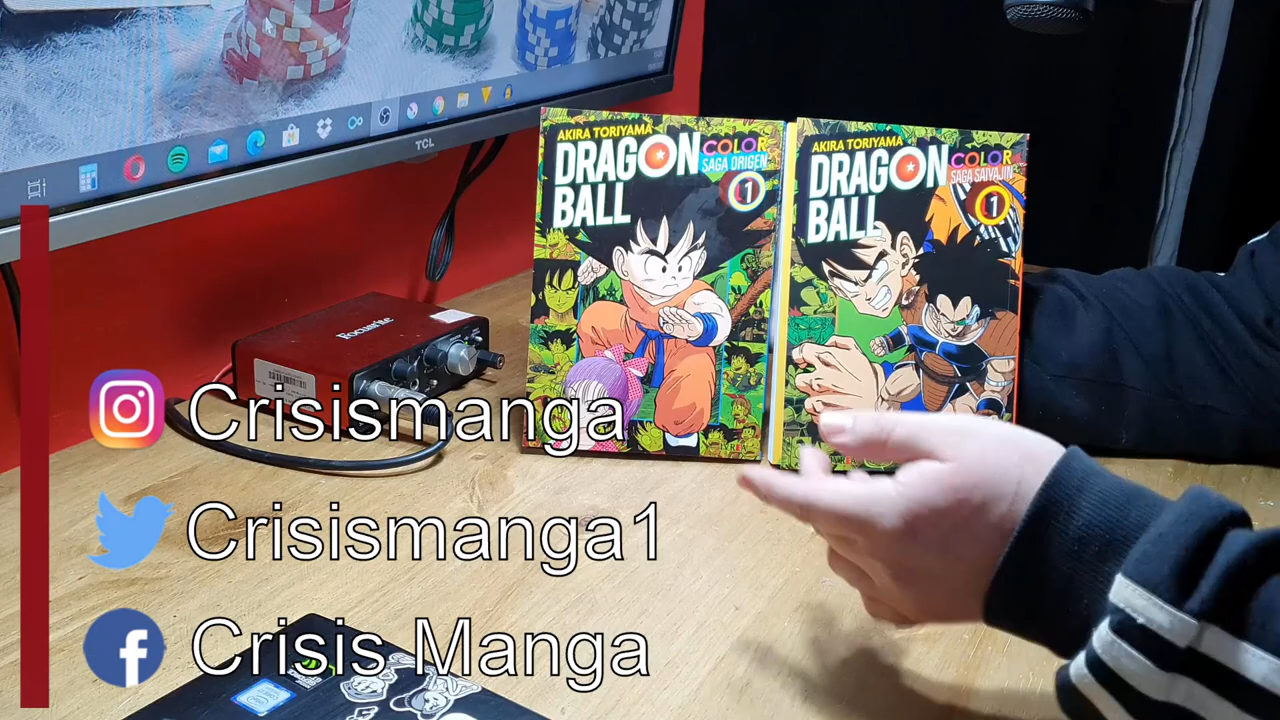 TCL
AKIRA TORIYAMA
DRAGON
BALL
COLOR
SAGA ORIGEN
1
AKIRA TORIYAMA
DRAGON
BALL
COLOR
SAGA SAIYAJIN
1
Focusrite
Crisismanga
Crisismanga1
Crisis Manga